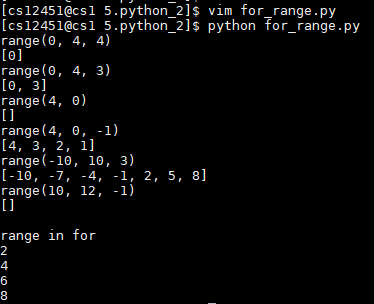 [cs12451@cs1 5.python_2]$ vim for_range.py
[cs12451@cs1 5.python_2]$ python for_range.py
range(0, 4, 4)
[0]
range(0, 4, 3)
[0, 3]
range(4, 0)
[]
range(4, 0, -1)
[4, 3, 2, 1]
range(-10, 10, 3)
[-10, -7, -4, -1, 2, 5, 8]
range(10, 12, -1)
[]

range in for
2
4
6
8